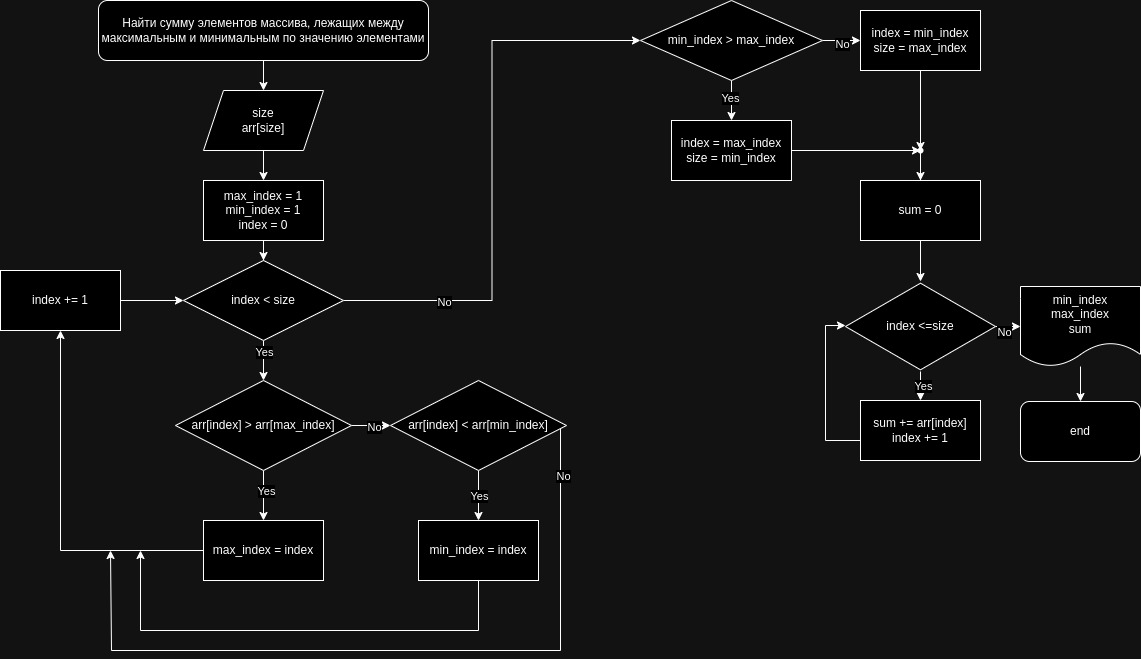 Найти сумму элементов массива, лежащих между
максимальным и минимальным по значению элементами
size
arr[size]
max_index = 1
min_index = 1
index = 0
index += 1
index < size
No
Yes
arr[index] > arr[max_index]
No
arr[index] < arr[min_index]
Yes
Yes
No
max_index = index
min_index = index
min_index > max_index
No
index = min_index
size = max_index
Yes
index = max_index
size = min_index
sum = 0
index <=size
No
min_index
max_index
sum
Yes
sum += arr[index]
index += 1
end